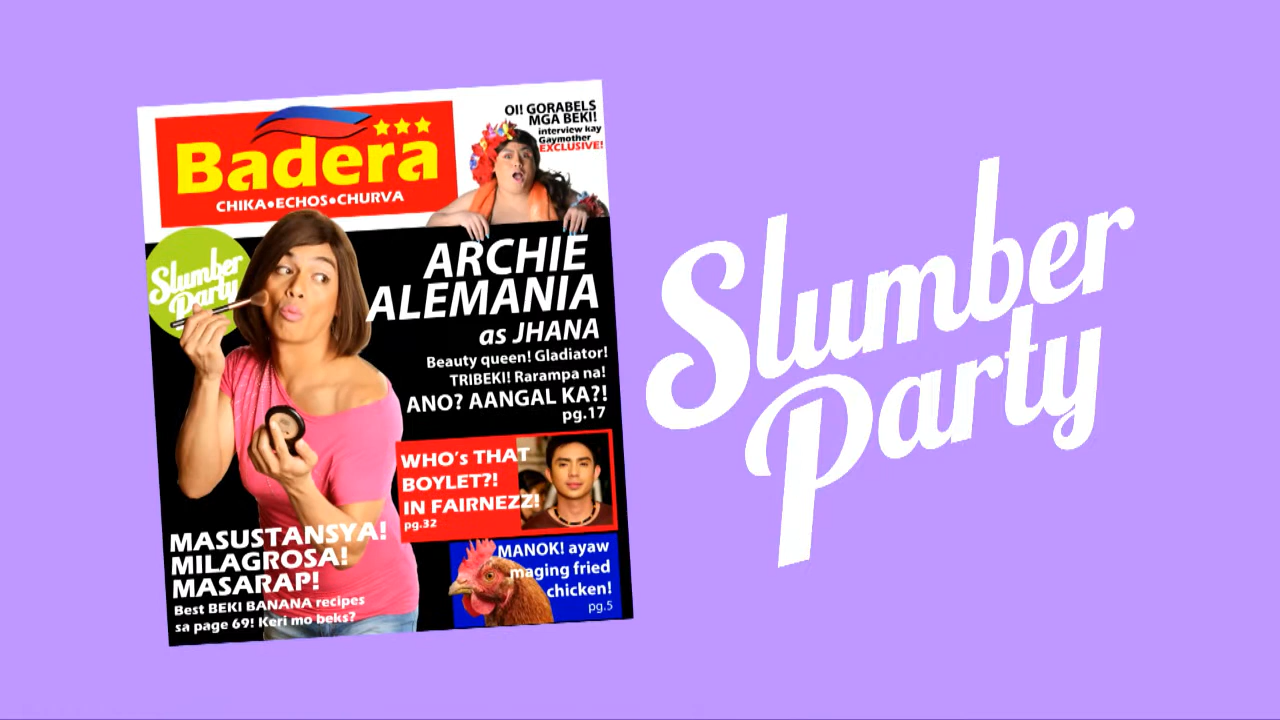 Badera
CHIKA•ECHOS•CHURVA
OI! GORABELS
MGA BEKI!
interview kay
Gaymother
EXCLUSIVE!
Slumber
Party
ARCHIE
ALEMANIA
as JHANA
Beauty queen! Gladiator!
TRIBEKI! Rarampa na!
ANO? AANGAL KA?!
pg.17
WHO's THAT
BOYLET?!
IN FAIRNEZZ!
pg.32
MASUSTANSYA!
MILAGROSA!
MASARAP!
Best BEKI BANANA recipes
sa page 69! Keri mo beks?
MANOK! ayaw
maging fried
chicken!
pg.5
Slumber
Party